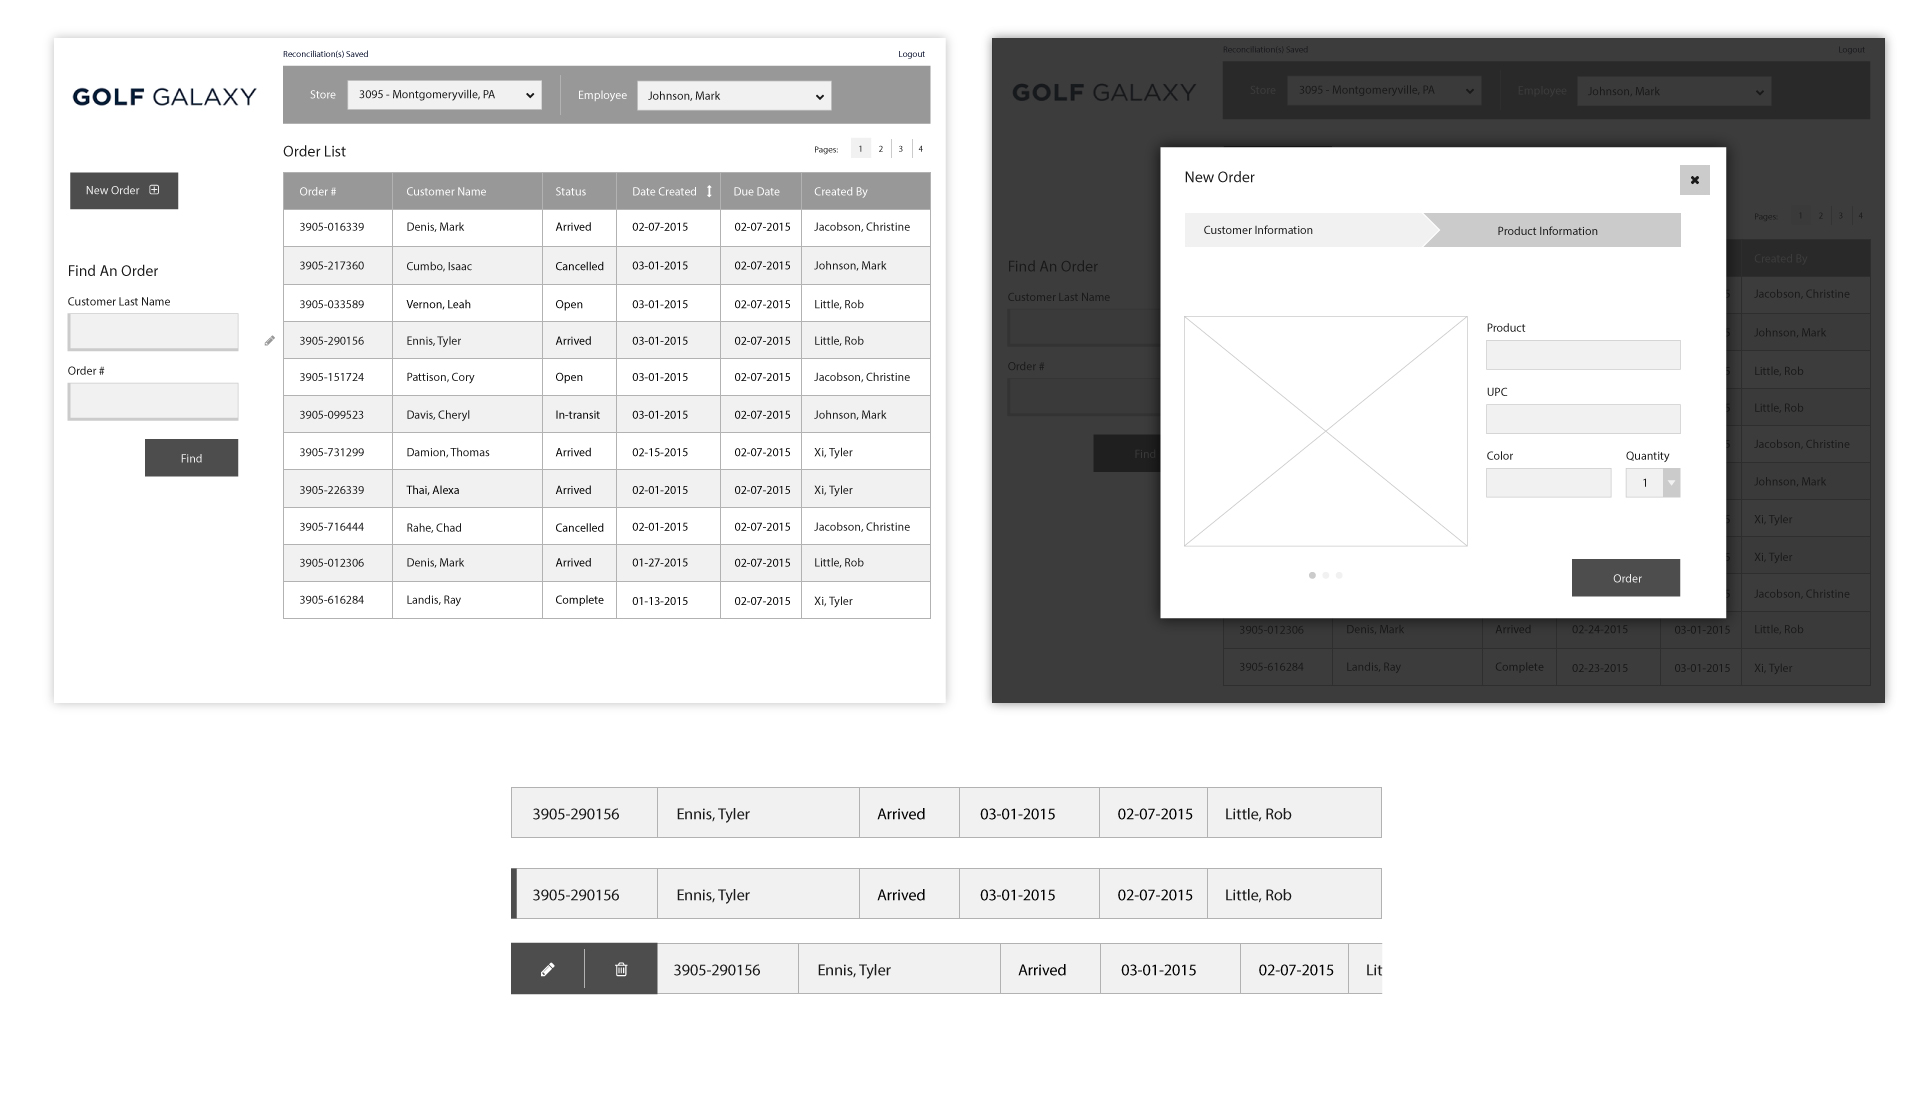 Reconciliation(s) Saved Logout
GOLF GALAXY
Store 3095 - Montgomeryville, PA Employee Johnson, Mark
Order List Pages: 1 2 3 4
New Order
Order # Customer Name Status Date Created Due Date Created By
3905-016339 Denis, Mark Arrived 02-07-2015 02-07-2015 Jacobson, Christine
3905-217360 Cumbo, Isaac Cancelled 03-01-2015 02-07-2015 Johnson, Mark
3905-033589 Vernon, Leah Open 03-01-2015 02-07-2015 Little, Rob
3905-290156 Ennis, Tyler Arrived 03-01-2015 02-07-2015 Little, Rob
3905-151724 Pattison, Cory Open 03-01-2015 02-07-2015 Jacobson, Christine
3905-099523 Davis, Cheryl In-transit 03-01-2015 02-07-2015 Johnson, Mark
3905-731299 Damion, Thomas Arrived 02-15-2015 02-07-2015 Xi, Tyler
3905-226339 Thai, Alexa Arrived 02-01-2015 02-07-2015 Xi, Tyler
3905-716444 Rahe, Chad Cancelled 02-01-2015 02-07-2015 Jacobson, Christine
3905-012306 Denis, Mark Arrived 01-27-2015 02-07-2015 Little, Rob
3905-616284 Landis, Ray Complete 01-13-2015 02-07-2015 Xi, Tyler
Find An Order
Customer Last Name
Order #
Find
Reconciliation(s) Saved Logout
GOLF GALAXY
Store 3095 - Montgomeryville, PA Employee Johnson, Mark
Pages: 1 2 3 4
Find An Order
Customer Last Name
Order #
Find
Created By
Jacobson, Christine
Johnson, Mark
Little, Rob
Little, Rob
Jacobson, Christine
Johnson, Mark
Xi, Tyler
Xi, Tyler
Jacobson, Christine
3905-012306 Denis, Mark Arrived 02-24-2015 03-01-2015 Little, Rob
3905-616284 Landis, Ray Complete 02-23-2015 03-01-2015 Xi, Tyler
New Order
Customer Information Product Information
Product
UPC
Color Quantity
1
Order
3905-290156 Ennis, Tyler Arrived 03-01-2015 02-07-2015 Little, Rob
3905-290156 Ennis, Tyler Arrived 03-01-2015 02-07-2015 Little, Rob
3905-290156 Ennis, Tyler Arrived 03-01-2015 02-07-2015 Lit